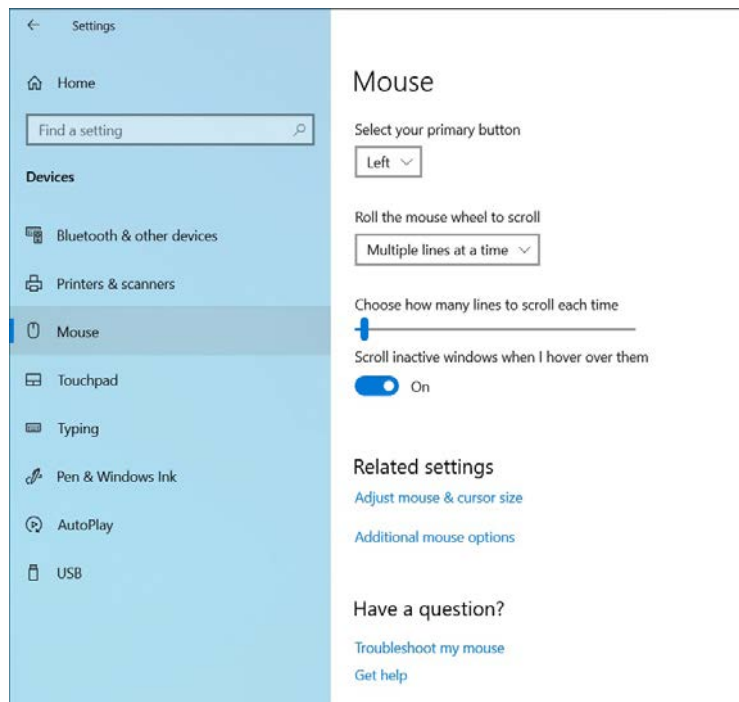 Settings
Home
Find a setting
Devices
Bluetooth & other devices
Printers & scanners
Mouse
Touchpad
Typing
Pen & Windows Ink
AutoPlay
USB
Mouse
Select your primary button
Left
Roll the mouse wheel to scroll
Multiple lines at a time
Choose how many lines to scroll each time
Scroll inactive windows when I hover over them
On
Related settings
Adjust mouse & cursor size
Additional mouse options
Have a question?
Troubleshoot my mouse
Get help